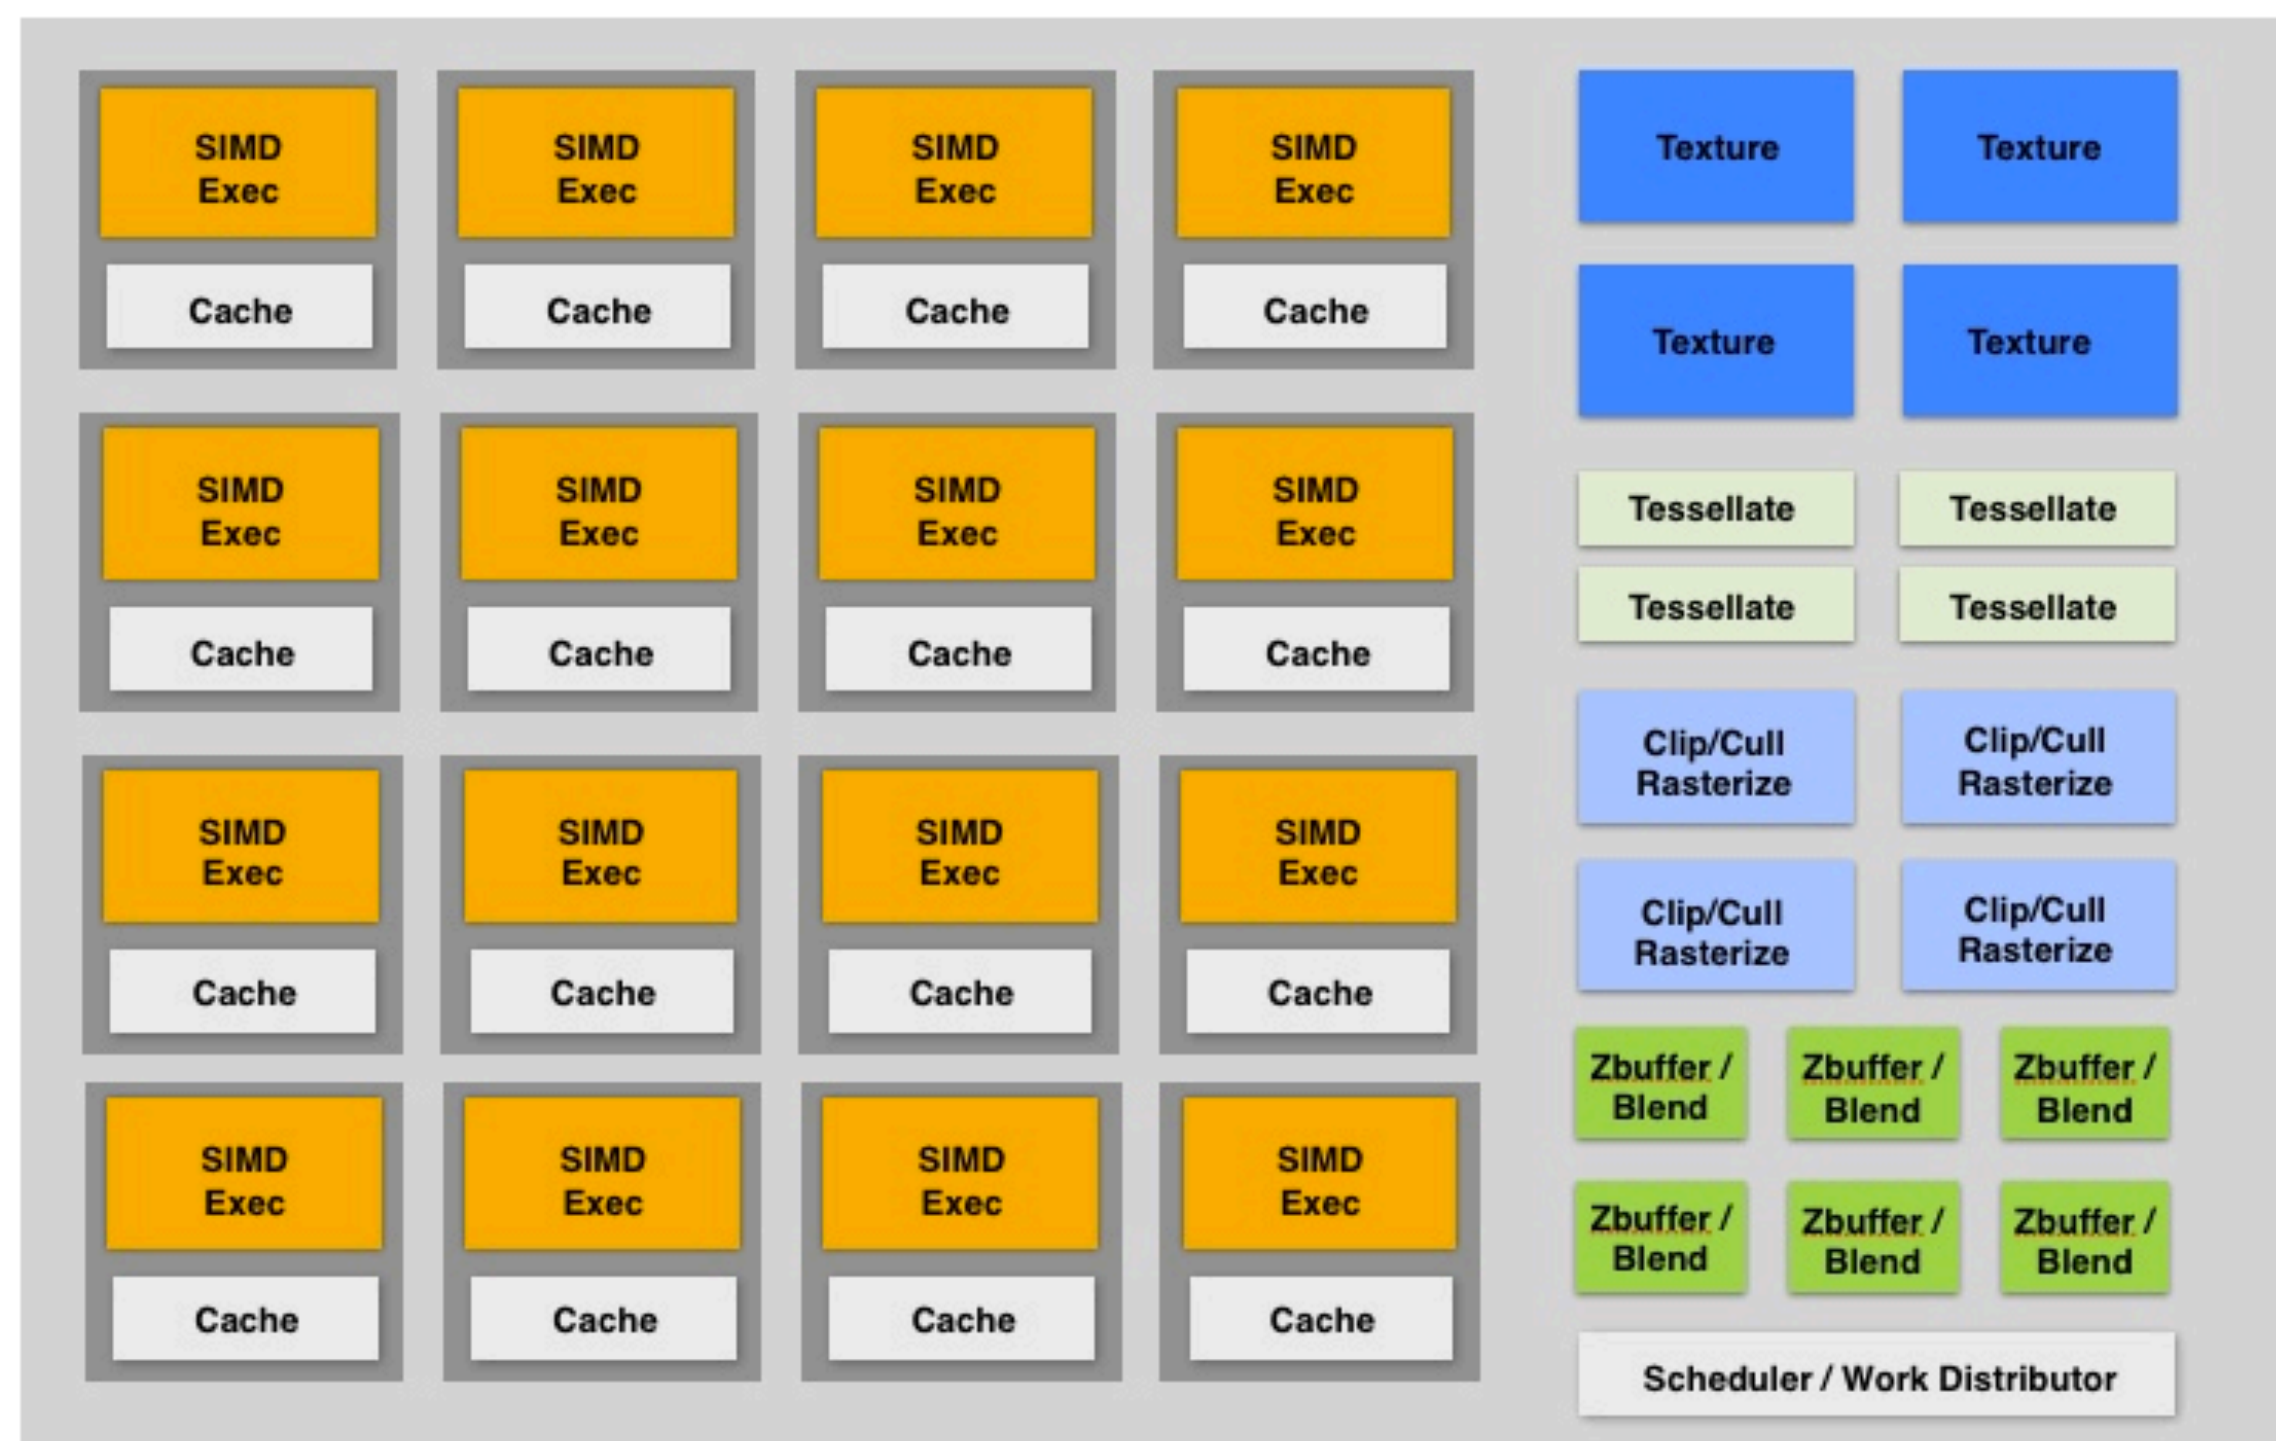 SIMD
Exec
Cache
SIMD
Exec
Cache
SIMD
Exec
Cache
SIMD
Exec
Cache
SIMD
Exec
Cache
SIMD
Exec
Cache
SIMD
Exec
Cache
SIMD
Exec
Cache
SIMD
Exec
Cache
SIMD
Exec
Cache
SIMD
Exec
Cache
SIMD
Exec
Cache
SIMD
Exec
Cache
SIMD
Exec
Cache
SIMD
Exec
Cache
SIMD
Exec
Cache
Texture
Texture
Texture
Texture
Tessellate
Tessellate
Tessellate
Tessellate
Clip/Cull
Rasterize
Clip/Cull
Rasterize
Clip/Cull
Rasterize
Clip/Cull
Rasterize
Zbuffer /
Blend
Zbuffer /
Blend
Zbuffer /
Blend
Zbuffer /
Blend
Zbuffer /
Blend
Zbuffer /
Blend
Scheduler / Work Distributor